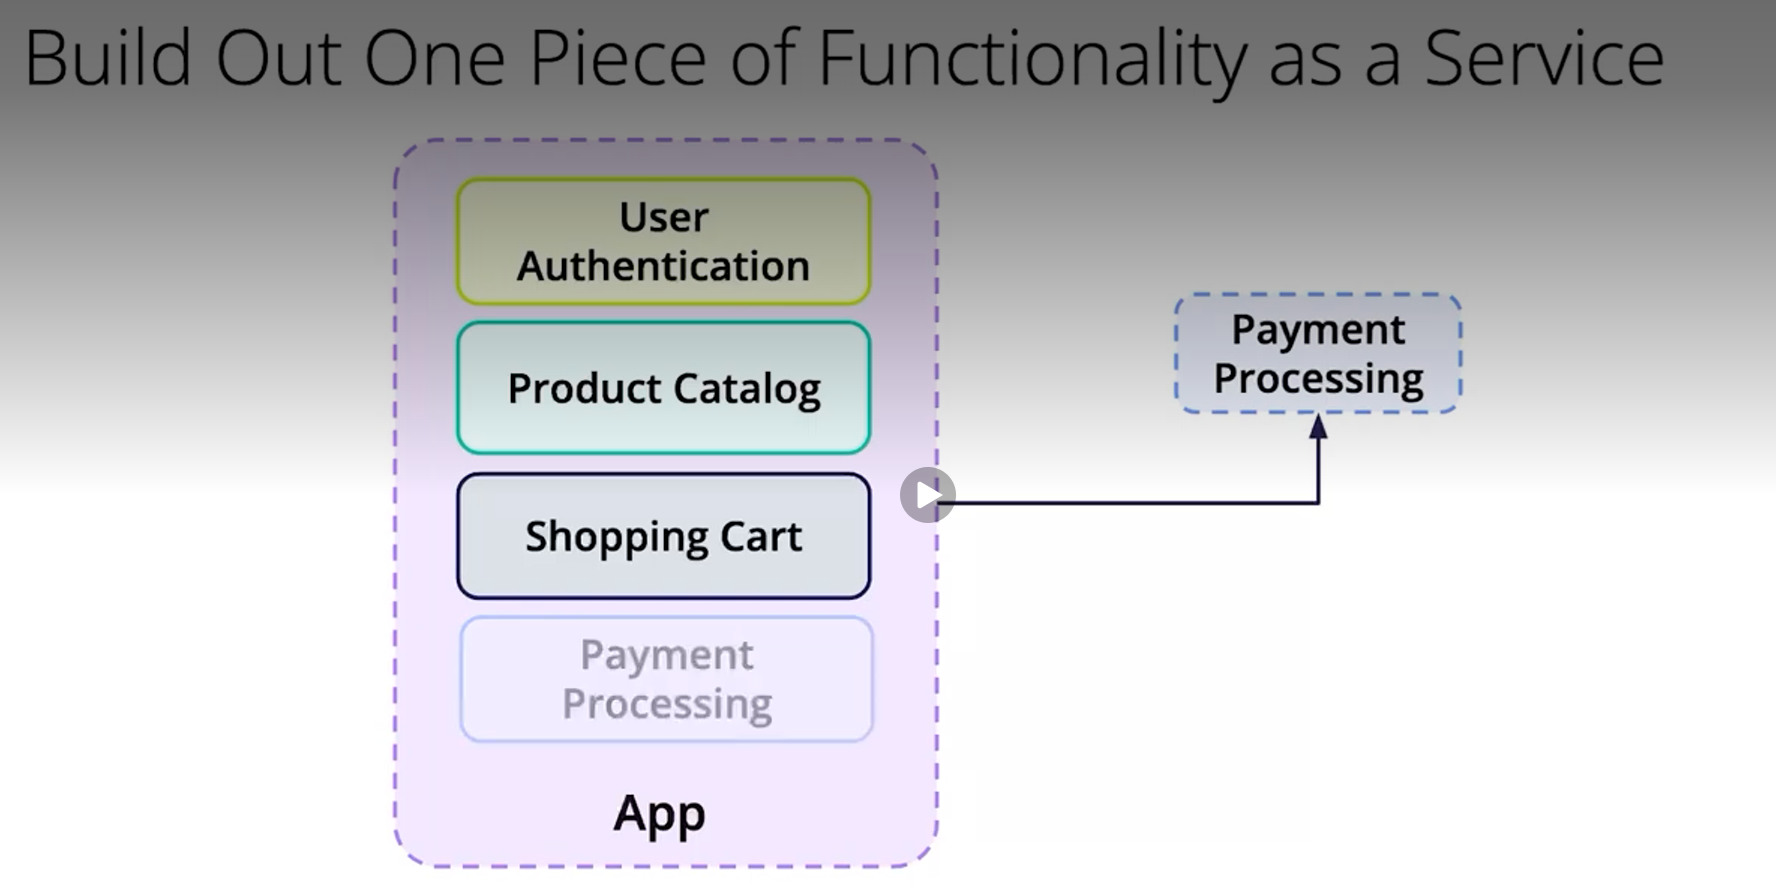 Build Out One Piece of Functionality as a Service
User
Authentication
Product Catalog
Shopping Cart
Payment
Processing
App
Payment
Processing